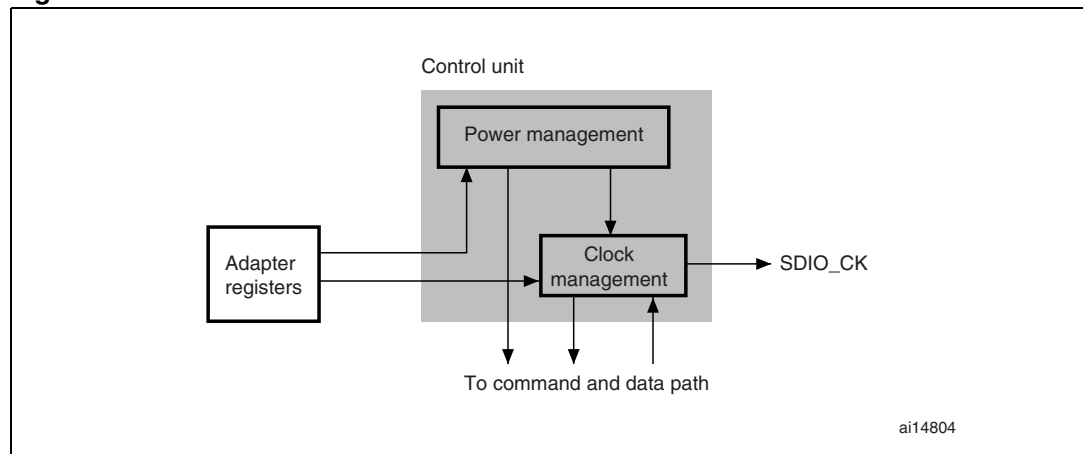 Control unit
Power management
Adapter
registers
Clock
management
SDIO_CK
To command and data path
ai14804